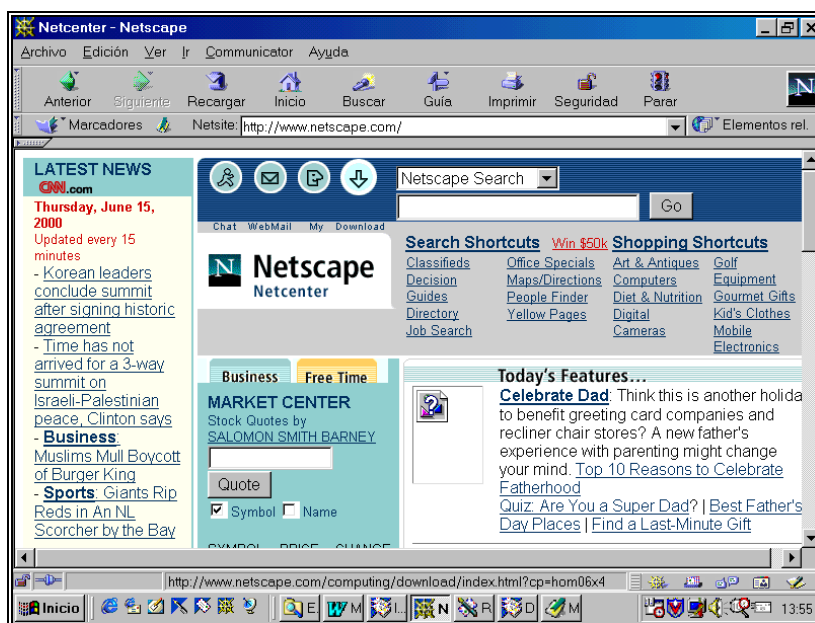 Netcenter - Netscape
Archivo Edición Ver Ir Communicator Ayuda
Anterior Siguiente Recargar Inicio Buscar Guía Imprimir Seguridad Parar
N
Marcadores Netsite: http://www.netscape.com/ Elementos rel.
LATEST NEWS
CNN.com
Thursday, June 15,
2000
Updated every 15
minutes
- Korean leaders
conclude summit
after signing historic
agreement
- Time has not
arrived for a 3-way
summit on
Israeli-Palestinian
peace, Clinton says
- Business:
Muslims Mull Boycott
of Burger King
- Sports: Giants Rip
Reds in An NL
Scorcher by the Bay
Chat WebMail My Download
Netscape Search
Go
N Netscape
Netcenter
Search Shortcuts Win $50k
Classifieds
Decision
Guides
Directory
Job Search
Office Specials
Maps/Directions
People Finder
Yellow Pages
Shopping Shortcuts
Art & Antiques
Computers
Diet & Nutrition
Digital
Cameras
Golf
Equipment
Gourmet Gifts
Kid's Clothes
Mobile
Electronics
Business Free Time
MARKET CENTER
Stock Quotes by
SALOMON SMITH BARNEY
Quote
Symbol Name
SYMBOL PRICE CHANGE
Today's Features...
Celebrate Dad: Think this is another holida
to benefit greeting card companies and
recliner chair stores? A new father's
experience with parenting might change
your mind. Top 10 Reasons to Celebrate
Fatherhood
Quiz: Are You a Super Dad? | Best Father's
Day Places | Find a Last-Minute Gift
http://www.netscape.com/computing/download/index.html?cp=hom06x4
Inicio E. M I.. N R D M 13:55